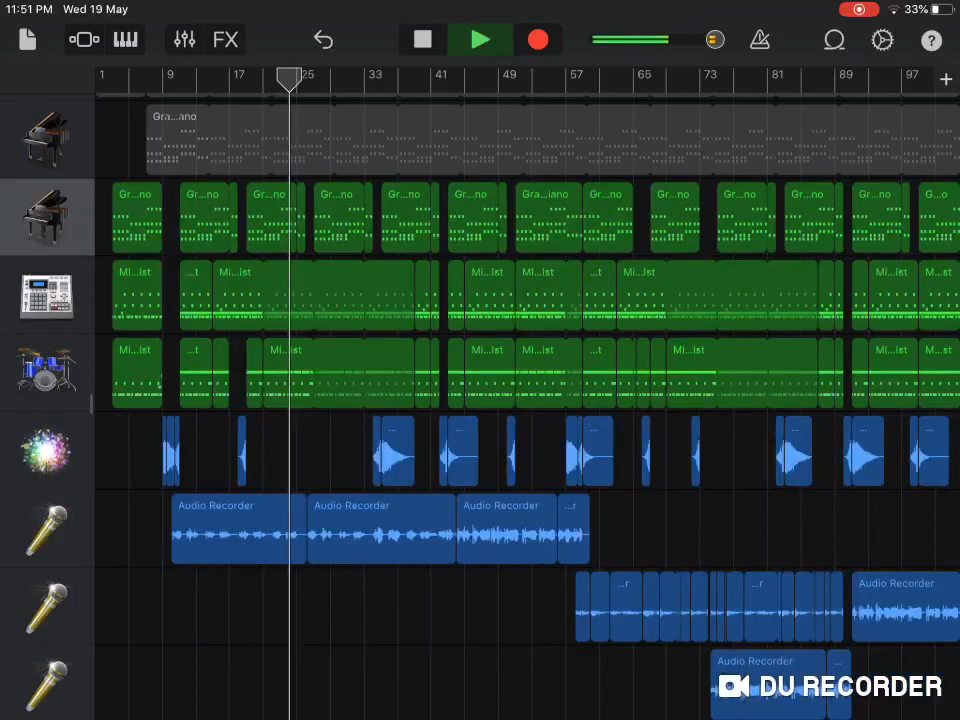 11:51 PM Wed 19 May
33%
FX
?
1 9 17 25 33 41 49 57 65 73 81 89 97 +
Gra...ano
Gr...no Gr...no Gr...no Gr...no Gr...no Gr...no Gra...iano Gr...no Gr...no Gr...no Gr...no Gr...no G...o
Mi...ist ...t Mi...ist Mi...ist Mi...ist ...t Mi...ist Mi...ist M...st
Mi...ist ...t Mi...ist Mi...ist Mi...ist ...t Mi...ist Mi...ist M...st
... ... ... ... ... ...
Audio Recorder Audio Recorder Audio Recorder ...r
...r ...r Audio Recorder
Audio Recorder ...
DU RECORDER